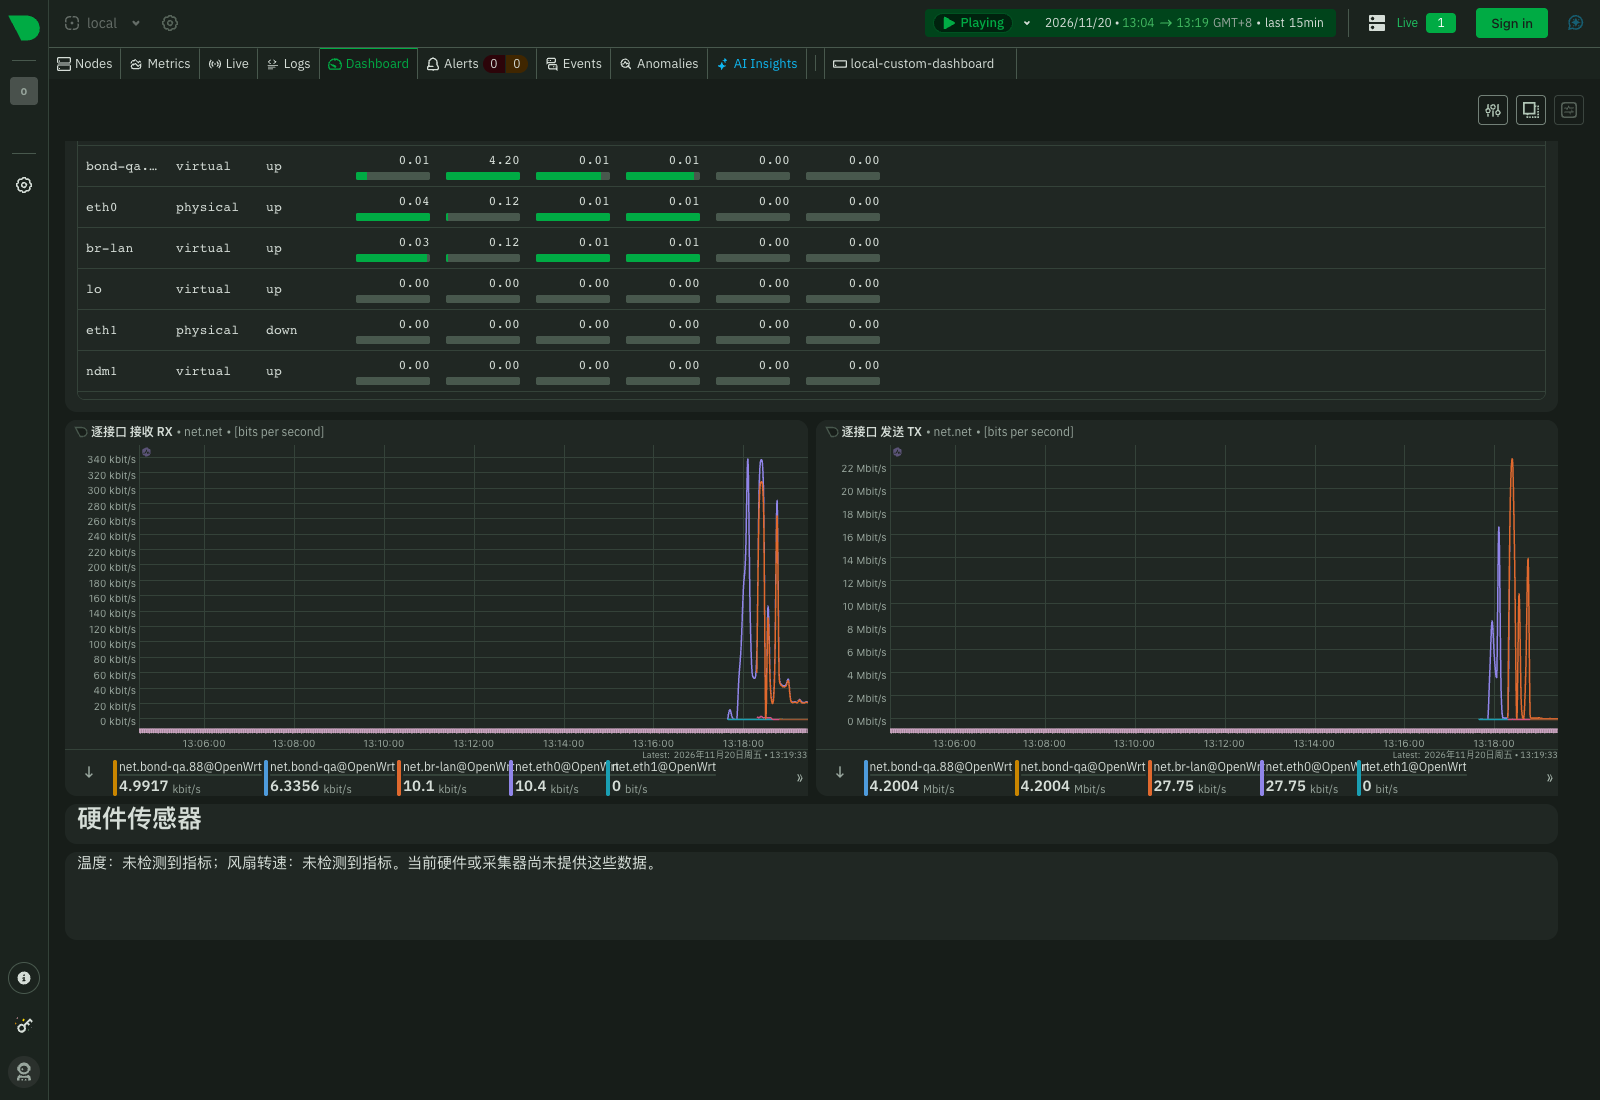 local
Playing 2026/11/20 • 13:04 → 13:19 GMT+8 • last 15min
Live 1
Sign in
Nodes Metrics Live Logs Dashboard Alerts 0 0 Events Anomalies AI Insights local-custom-dashboard
0
bond-qa.… virtual up 0.01 4.20 0.01 0.01 0.00 0.00
eth0 physical up 0.04 0.12 0.01 0.01 0.00 0.00
br-lan virtual up 0.03 0.12 0.01 0.01 0.00 0.00
lo virtual up 0.00 0.00 0.00 0.00 0.00 0.00
eth1 physical down 0.00 0.00 0.00 0.00 0.00 0.00
ndm1 virtual up 0.00 0.00 0.00 0.00 0.00 0.00
逐接口 接收 RX • net.net • [bits per second]
340 kbit/s
320 kbit/s
300 kbit/s
280 kbit/s
260 kbit/s
240 kbit/s
220 kbit/s
200 kbit/s
180 kbit/s
160 kbit/s
140 kbit/s
120 kbit/s
100 kbit/s
80 kbit/s
60 kbit/s
40 kbit/s
20 kbit/s
0 kbit/s
13:06:00 13:08:00 13:10:00 13:12:00 13:14:00 13:16:00 13:18:00
Latest: 2026年11月20日周五 • 13:19:33
net.bond-qa.88@OpenWrt net.bond-qa@OpenWrt net.br-lan@OpenWrt net.eth0@OpenWrt net.eth1@OpenWrt
4.9917 kbit/s 6.3356 kbit/s 10.1 kbit/s 10.4 kbit/s 0 bit/s
»
逐接口 发送 TX • net.net • [bits per second]
22 Mbit/s
20 Mbit/s
18 Mbit/s
16 Mbit/s
14 Mbit/s
12 Mbit/s
10 Mbit/s
8 Mbit/s
6 Mbit/s
4 Mbit/s
2 Mbit/s
0 Mbit/s
13:06:00 13:08:00 13:10:00 13:12:00 13:14:00 13:16:00 13:18:00
Latest: 2026年11月20日周五 • 13:19:33
net.bond-qa.88@OpenWrt net.bond-qa@OpenWrt net.br-lan@OpenWrt net.eth0@OpenWrt net.eth1@OpenWrt
4.2004 Mbit/s 4.2004 Mbit/s 27.75 kbit/s 27.75 kbit/s 0 bit/s
»
硬件传感器
温度：未检测到指标；风扇转速：未检测到指标。当前硬件或采集器尚未提供这些数据。